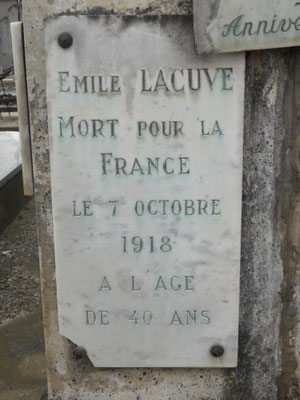 Anniv
EMILE LACUVE
MORT POUR LA
FRANCE
LE 7 OCTOBRE
1918
A L AGE
DE 40 ANS